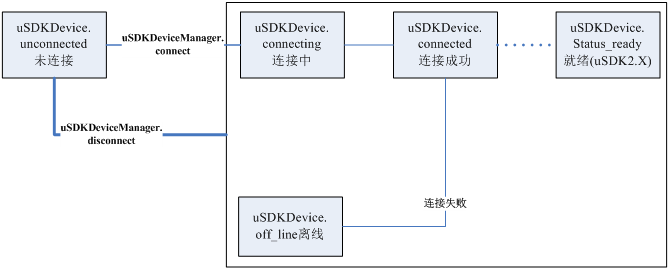 uSDKDevice.
unconnected
未连接
uSDKDeviceManager.
connect
uSDKDevice.
connecting
连接中
uSDKDevice.
connected
连接成功
uSDKDevice.
Status_ready
就绪(uSDK2.X)
uSDKDeviceManager.
disconnect
连接失败
uSDKDevice.
off_line离线